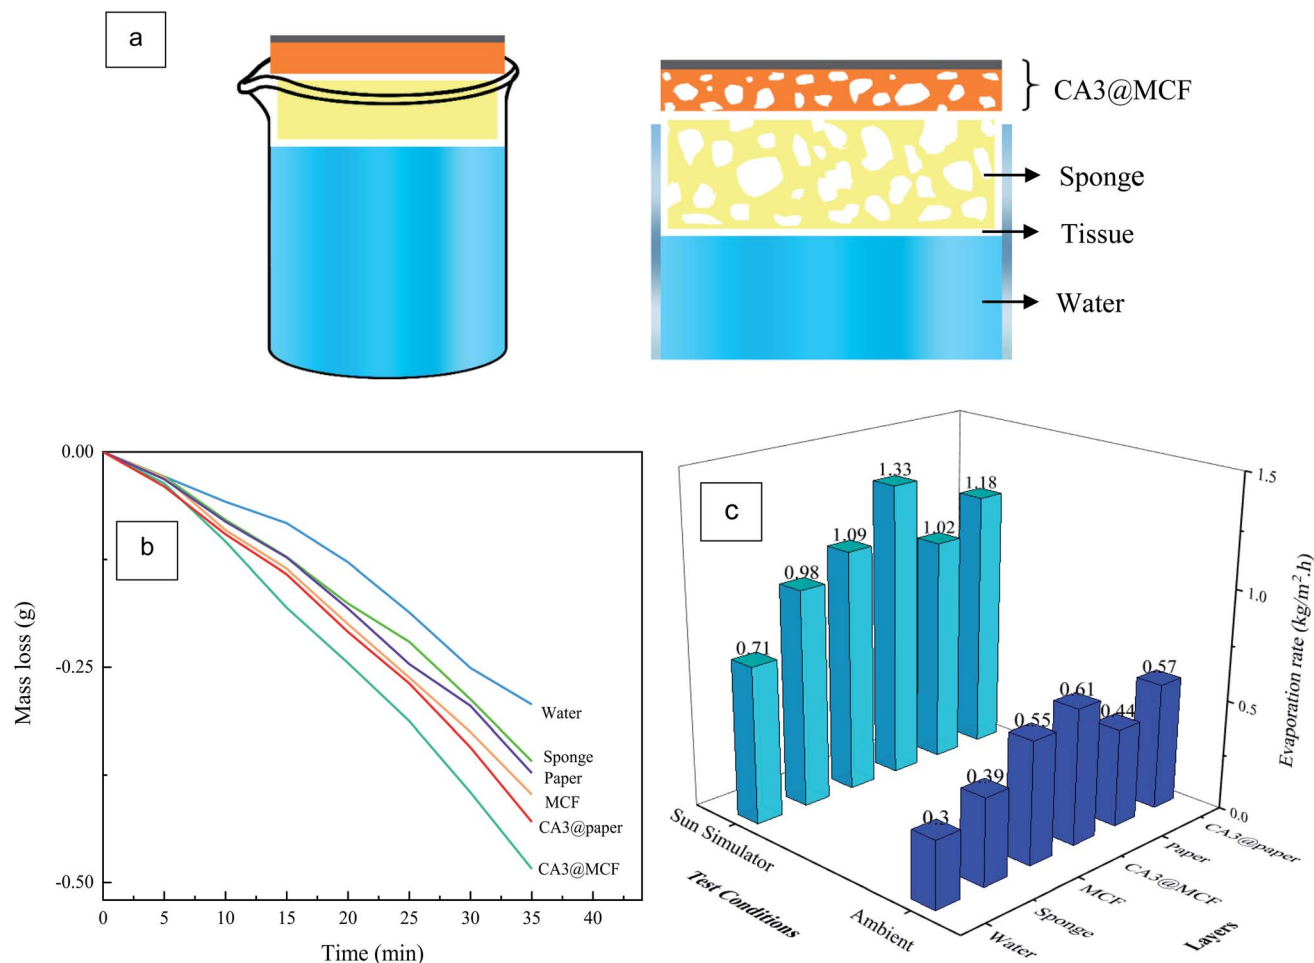 a
CA3@MCF
Sponge
Tissue
Water
b
0.00
-0.25
-0.50
Mass loss (g)
0 5 10 15 20 25 30 35 40
Time (min)
Water
Sponge
Paper
MCF
CA3@paper
CA3@MCF
c
0.71
0.98
1.09
1.33
1.02
1.18
0.3
0.39
0.55
0.61
0.44
0.57
1.5
1.0
0.5
0.0
Evaporation rate (kg/m².h)
Sun Simulator
Ambient
Test Conditions
Water
Sponge
MCF
CA3@MCF
Paper
CA3@paper
Layers